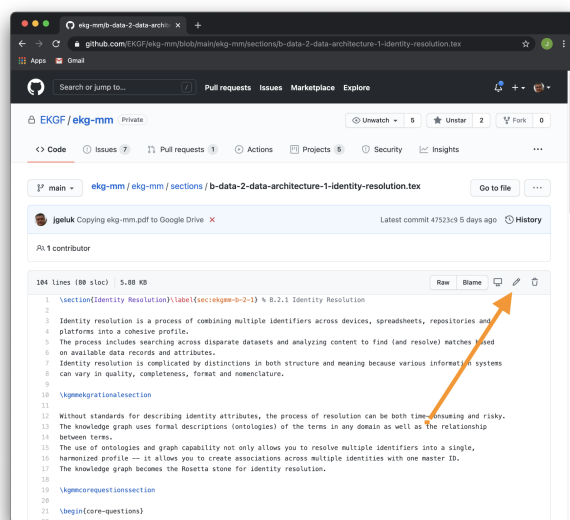 ekg-mm/b-data-2-data-archite
github.com/EKGF/ekg-mm/blob/main/ekg-mm/sections/b-data-2-data-architecture-1-identity-resolution.tex
Apps Gmail
Search or jump to... / Pull requests Issues Marketplace Explore
EKGF / ekg-mm Private Unwatch 5 Unstar 2 Fork 0
<> Code Issues 7 Pull requests 1 Actions Projects 5 Security Insights ...
main ekg-mm / ekg-mm / sections / b-data-2-data-architecture-1-identity-resolution.tex Go to file ...
jgeluk Copying ekg-mm.pdf to Google Drive × Latest commit 47523c9 5 days ago History
1 contributor
104 lines (80 sloc) 5.88 KB Raw Blame
1 \section{Identity Resolution}\label{sec:ekgmm-b-2-1} % B.2.1 Identity Resolution
2
3 Identity resolution is a process of combining multiple identifiers across devices, spreadsheets, repositories and
4 platforms into a cohesive profile.
5 The process includes searching across disparate datasets and analyzing content to find (and resolve) matches based
6 on available data records and attributes.
7 Identity resolution is complicated by distinctions in both structure and meaning because various information systems
8 can vary in quality, completeness, format and nomenclature.
9
10 \kgmmekgrationalesection
11
12 Without standards for describing identity attributes, the process of resolution can be both time-consuming and risky.
13 The knowledge graph uses formal descriptions (ontologies) of the terms in any domain as well as the relationship
14 between terms.
15 The use of ontologies and graph capability not only allows you to resolve multiple identifiers into a single,
16 harmonized profile –– it allows you to create associations across multiple identities with one master ID.
17 The knowledge graph becomes the Rosetta stone for identity resolution.
18
19 \kgmmcorequestionssection
20
21 \begin{core-questions}